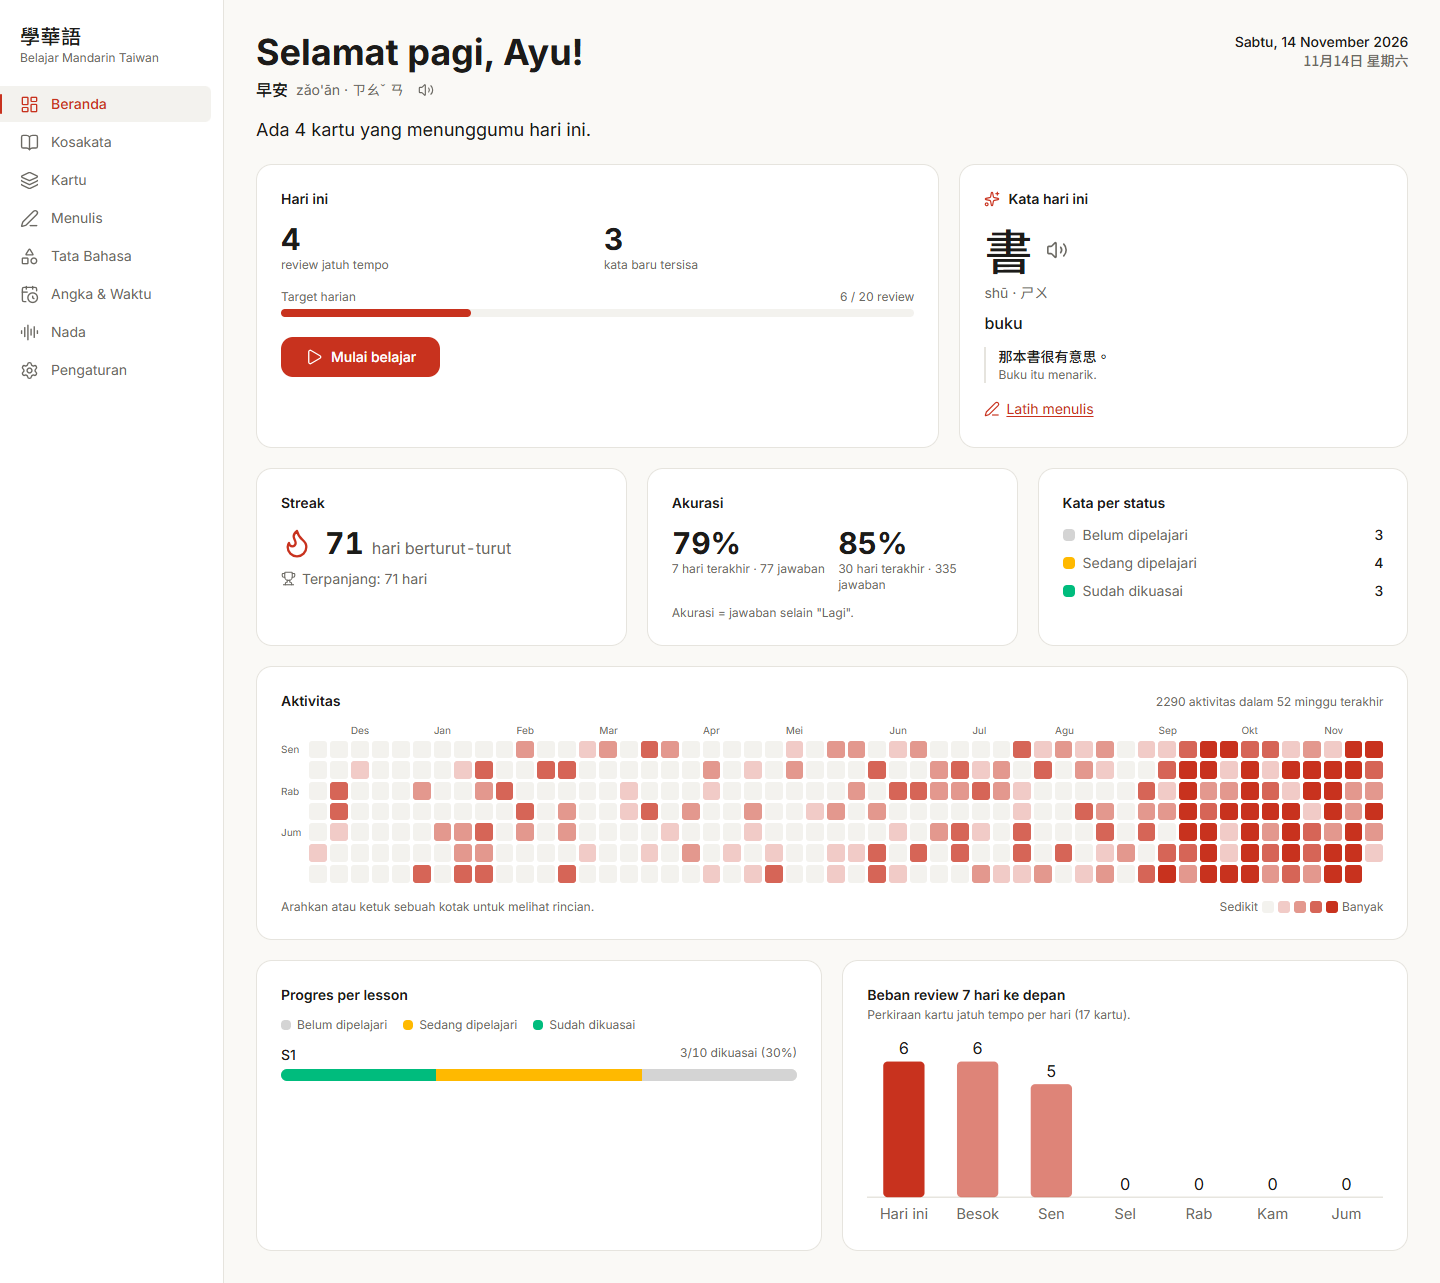 學華語
Belajar Mandarin Taiwan
Beranda
Kosakata
Kartu
Menulis
Tata Bahasa
Angka & Waktu
Nada
Pengaturan
Selamat pagi, Ayu!
早安 zǎo'ān · ㄗㄠˇ ㄢ
Sabtu, 14 November 2026
11月14日 星期六
Ada 4 kartu yang menunggumu hari ini.
Hari ini
4
review jatuh tempo
3
kata baru tersisa
Target harian
6 / 20 review
Mulai belajar
Kata hari ini
書
shū · ㄕㄨ
buku
那本書很有意思。
Buku itu menarik.
Latih menulis
Streak
71 hari berturut-turut
Terpanjang: 71 hari
Akurasi
79%
7 hari terakhir · 77 jawaban
85%
30 hari terakhir · 335
jawaban
Akurasi = jawaban selain "Lagi".
Kata per status
Belum dipelajari 3
Sedang dipelajari 4
Sudah dikuasai 3
Aktivitas
2290 aktivitas dalam 52 minggu terakhir
Des Jan Feb Mar Apr Mei Jun Jul Agu Sep Okt Nov
Sen
Rab
Jum
Arahkan atau ketuk sebuah kotak untuk melihat rincian.
Sedikit Banyak
Progres per lesson
Belum dipelajari Sedang dipelajari Sudah dikuasai
S1 3/10 dikuasai (30%)
Beban review 7 hari ke depan
Perkiraan kartu jatuh tempo per hari (17 kartu).
6 6 5 0 0 0 0
Hari ini Besok Sen Sel Rab Kam Jum